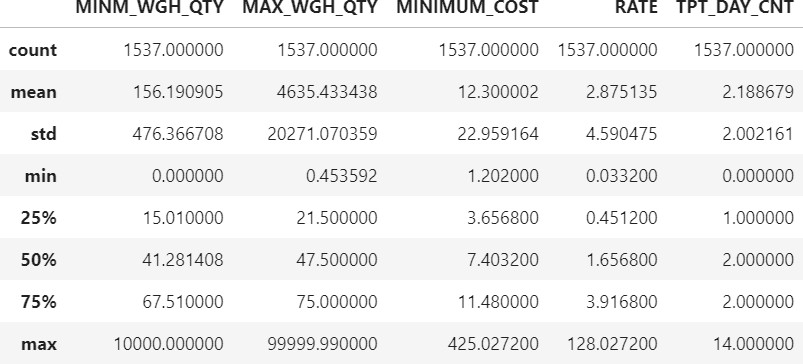 MINM_WGH_QTY MAX_WGH_QTY MINIMUM_COST RATE TPT_DAY_CNT
count 1537.000000 1537.000000 1537.000000 1537.000000 1537.000000
mean 156.190905 4635.433438 12.300002 2.875135 2.188679
std 476.366708 20271.070359 22.959164 4.590475 2.002161
min 0.000000 0.453592 1.202000 0.033200 0.000000
25% 15.010000 21.500000 3.656800 0.451200 1.000000
50% 41.281408 47.500000 7.403200 1.656800 2.000000
75% 67.510000 75.000000 11.480000 3.916800 2.000000
max 10000.000000 99999.990000 425.027200 128.027200 14.000000